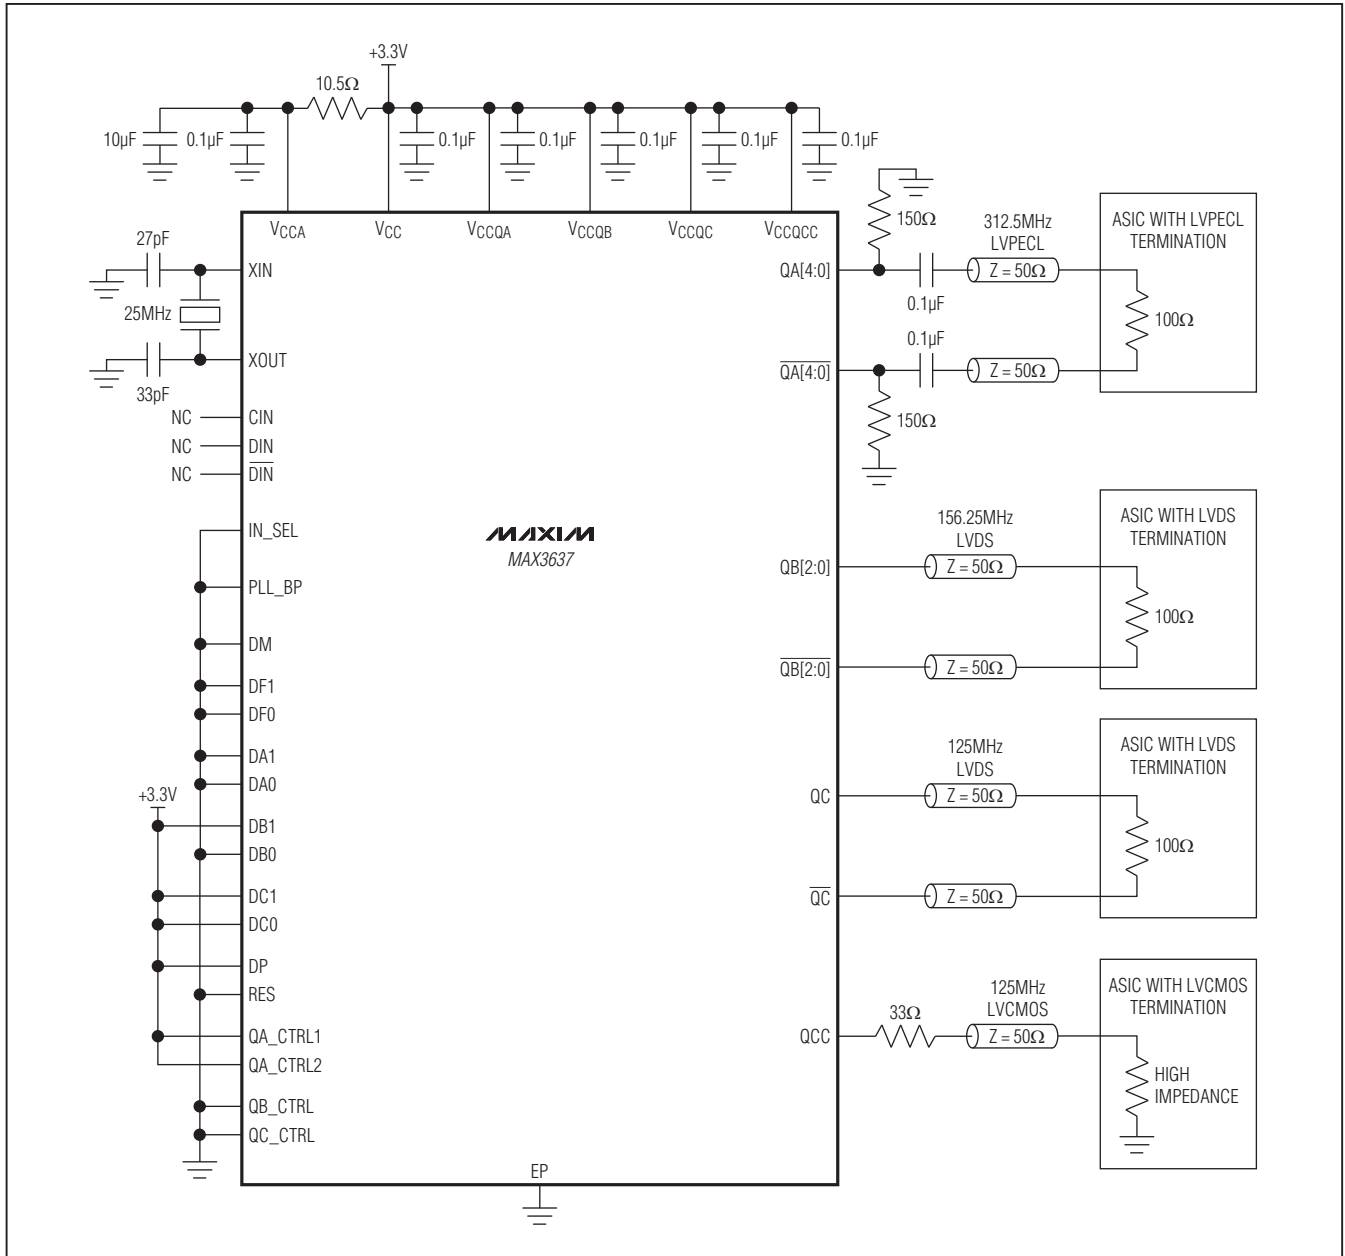 +3.3V
10.5Ω
10µF
0.1µF
0.1µF
0.1µF
0.1µF
0.1µF
0.1µF
VCCA
VCC
VCCQA
VCCQB
VCCQC
VCCQCC
27pF
XIN
25MHz
XOUT
33pF
NC
CIN
NC
DIN
NC
DIN
IN_SEL
PLL_BP
DM
DF1
DF0
DA1
DA0
+3.3V
DB1
DB0
DC1
DC0
DP
RES
QA_CTRL1
QA_CTRL2
QB_CTRL
QC_CTRL
MAXIM
MAX3637
EP
QA[4:0]
150Ω
0.1µF
312.5MHz
LVPECL
Z = 50Ω
ASIC WITH LVPECL
TERMINATION
100Ω
QA[4:0]
0.1µF
Z = 50Ω
150Ω
QB[2:0]
156.25MHz
LVDS
Z = 50Ω
ASIC WITH LVDS
TERMINATION
100Ω
QB[2:0]
Z = 50Ω
QC
125MHz
LVDS
Z = 50Ω
ASIC WITH LVDS
TERMINATION
100Ω
QC
Z = 50Ω
QCC
33Ω
125MHz
LVCMOS
Z = 50Ω
ASIC WITH LVCMOS
TERMINATION
HIGH
IMPEDANCE